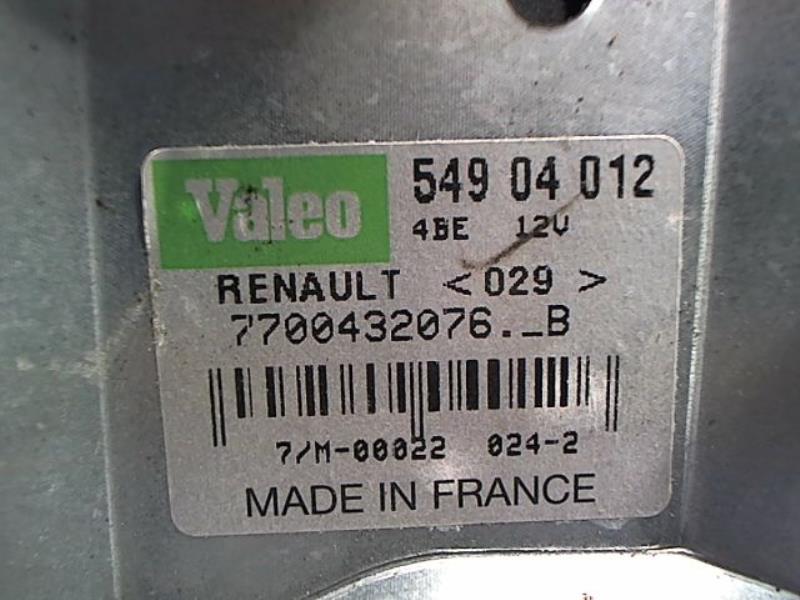 Valeo 549 04 012
4BE 12V
RENAULT <029>
7700432076._B
7/M-00022 024-2
MADE IN FRANCE